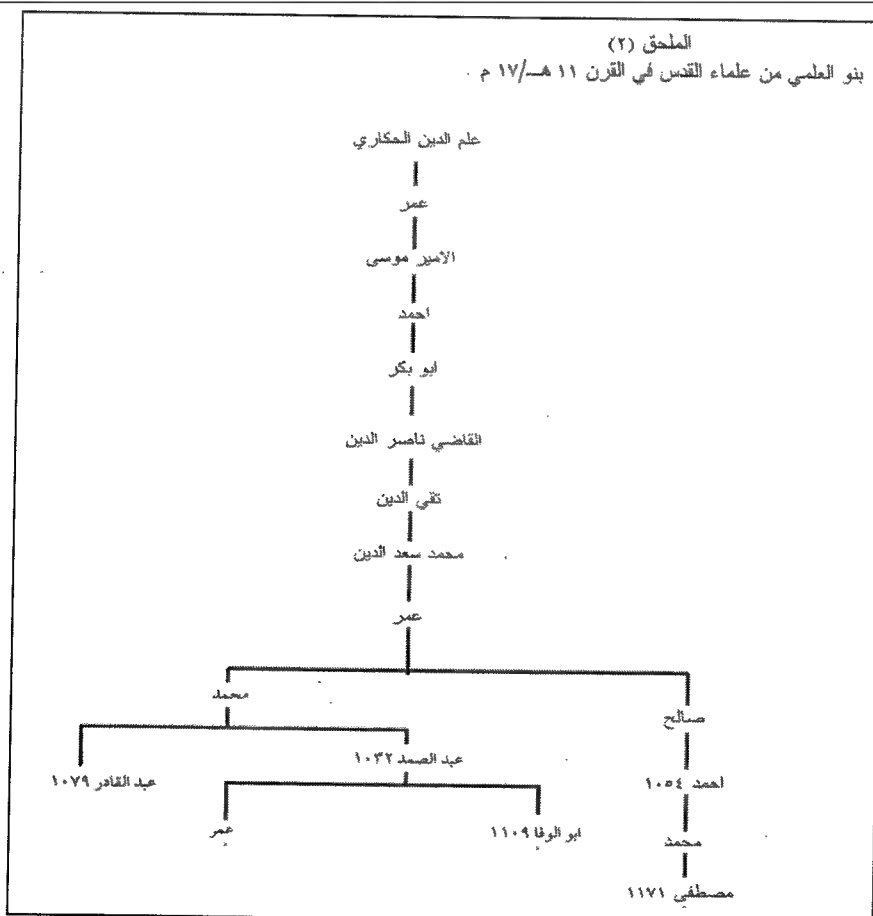 الملحق (٢)
بنو العلمي من علماء القدس في القرن ١١ هـ/١٧ م
علم الدين الحكاري
عمر
الامير موسى
احمد
ابو بكر
القاضي ناصر الدين
تقي الدين
محمد سعد الدين
عمر
محمد
صالح
عبد الصمد ١٠٣٢
عبد القادر ١٠٧٩
احمد ١٠٥٤
عمر
ابو الوفا ١١٠٩
محمد
مصطفى ١١٧١